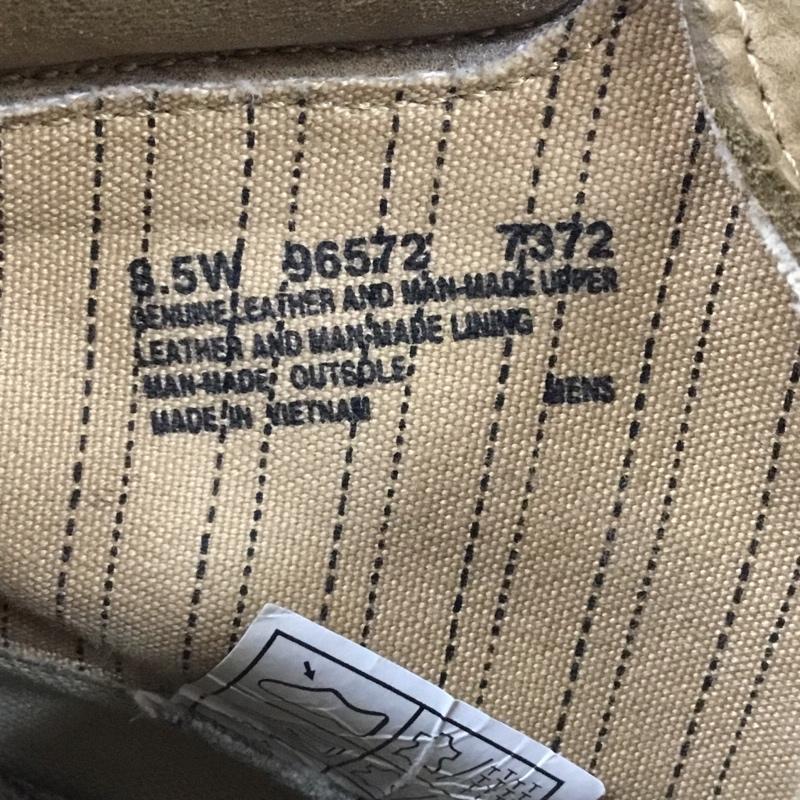 8.5W 96572 7372
GENUINE LEATHER AND MAN-MADE UPPER
LEATHER AND MAN-MADE LINING
MAN-MADE OUTSOLE
MENS
MADE IN VIETNAM